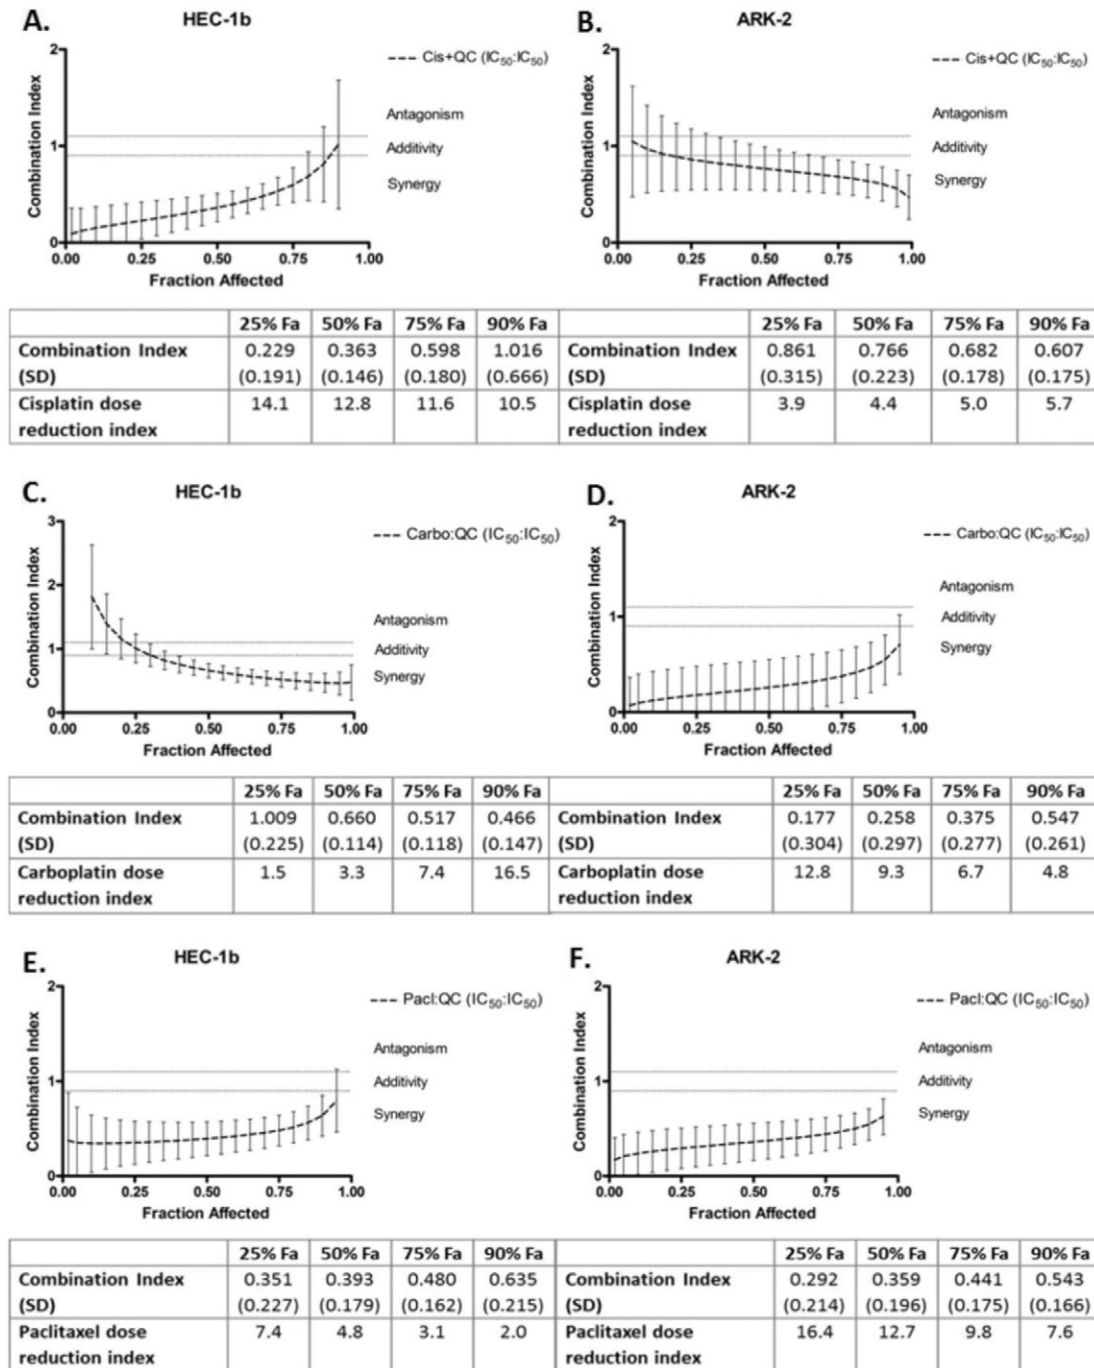 A.
HEC-1b
Cis+QC (IC50:IC50)
Combination Index
2
1
0
Antagonism
Additivity
Synergy
0.00 0.25 0.50 0.75 1.00
Fraction Affected
B.
ARK-2
Cis+QC (IC50:IC50)
Combination Index
2
1
0
Antagonism
Additivity
Synergy
0.00 0.25 0.50 0.75 1.00
Fraction Affected
25% Fa 50% Fa 75% Fa 90% Fa
Combination Index 0.229 0.363 0.598 1.016
(SD) (0.191) (0.146) (0.180) (0.666)
Cisplatin dose 14.1 12.8 11.6 10.5
reduction index
25% Fa 50% Fa 75% Fa 90% Fa
Combination Index 0.861 0.766 0.682 0.607
(SD) (0.315) (0.223) (0.178) (0.175)
Cisplatin dose 3.9 4.4 5.0 5.7
reduction index
C.
HEC-1b
Carbo:QC (IC50:IC50)
Combination Index
3
2
1
0
Antagonism
Additivity
Synergy
0.00 0.25 0.50 0.75 1.00
Fraction Affected
D.
ARK-2
Carbo:QC (IC50:IC50)
Combination Index
2
1
0
Antagonism
Additivity
Synergy
0.00 0.25 0.50 0.75 1.00
Fraction Affected
25% Fa 50% Fa 75% Fa 90% Fa
Combination Index 1.009 0.660 0.517 0.466
(SD) (0.225) (0.114) (0.118) (0.147)
Carboplatin dose 1.5 3.3 7.4 16.5
reduction index
25% Fa 50% Fa 75% Fa 90% Fa
Combination Index 0.177 0.258 0.375 0.547
(SD) (0.304) (0.297) (0.277) (0.261)
Carboplatin dose 12.8 9.3 6.7 4.8
reduction index
E.
HEC-1b
Pacl:QC (IC50:IC50)
Combination Index
2
1
0
Antagonism
Additivity
Synergy
0.00 0.25 0.50 0.75 1.00
Fraction Affected
F.
ARK-2
Pacl:QC (IC50:IC50)
Combination Index
2
1
0
Antagonism
Additivity
Synergy
0.00 0.25 0.50 0.75 1.00
Fraction Affected
25% Fa 50% Fa 75% Fa 90% Fa
Combination Index 0.351 0.393 0.480 0.635
(SD) (0.227) (0.179) (0.162) (0.215)
Paclitaxel dose 7.4 4.8 3.1 2.0
reduction index
25% Fa 50% Fa 75% Fa 90% Fa
Combination Index 0.292 0.359 0.441 0.543
(SD) (0.214) (0.196) (0.175) (0.166)
Paclitaxel dose 16.4 12.7 9.8 7.6
reduction index